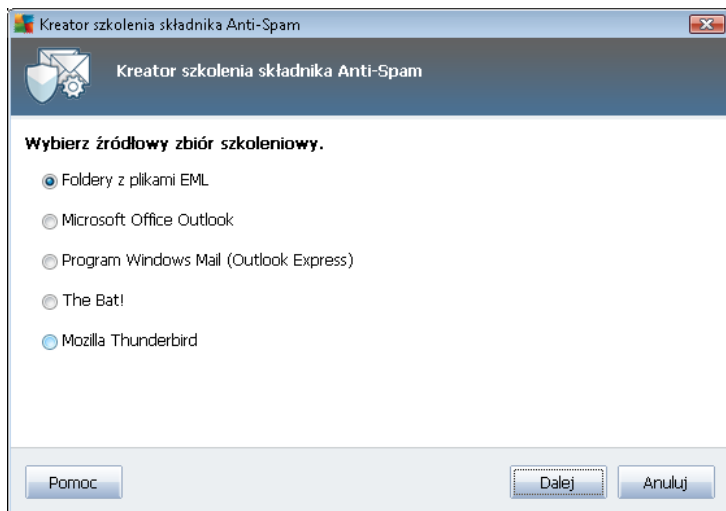 Kreator szkolenia składnika Anti-Spam
Kreator szkolenia składnika Anti-Spam
Wybierz źródłowy zbiór szkoleniowy.
Foldery z plikami EML
Microsoft Office Outlook
Program Windows Mail (Outlook Express)
The Bat!
Mozilla Thunderbird
Pomoc
Dalej
Anuluj